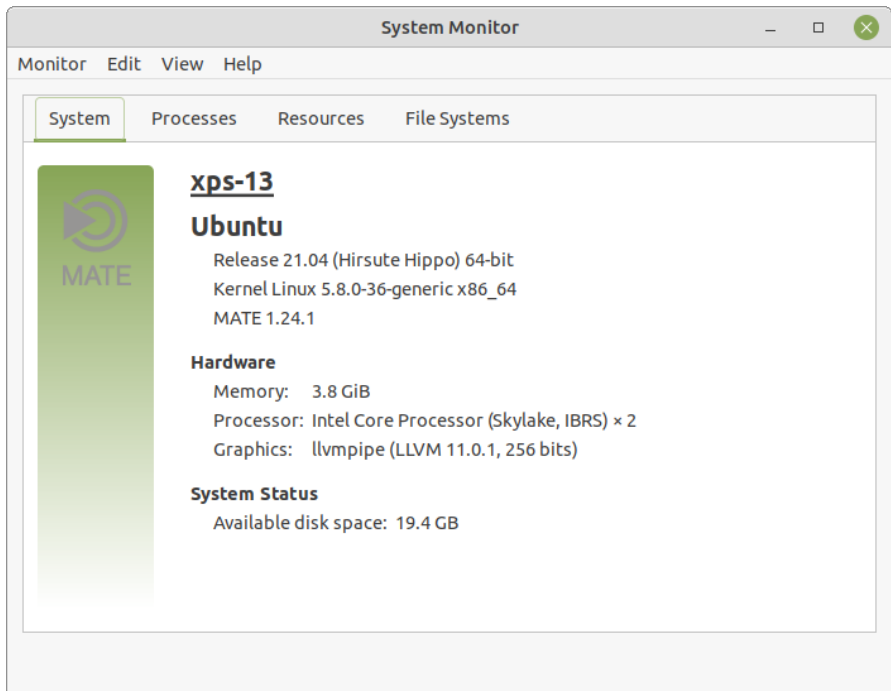 System Monitor
Monitor Edit View Help
System Processes Resources File Systems
MATE
xps-13
Ubuntu
Release 21.04 (Hirsute Hippo) 64-bit
Kernel Linux 5.8.0-36-generic x86_64
MATE 1.24.1
Hardware
Memory: 3.8 GiB
Processor: Intel Core Processor (Skylake, IBRS) × 2
Graphics: llvmpipe (LLVM 11.0.1, 256 bits)
System Status
Available disk space: 19.4 GB